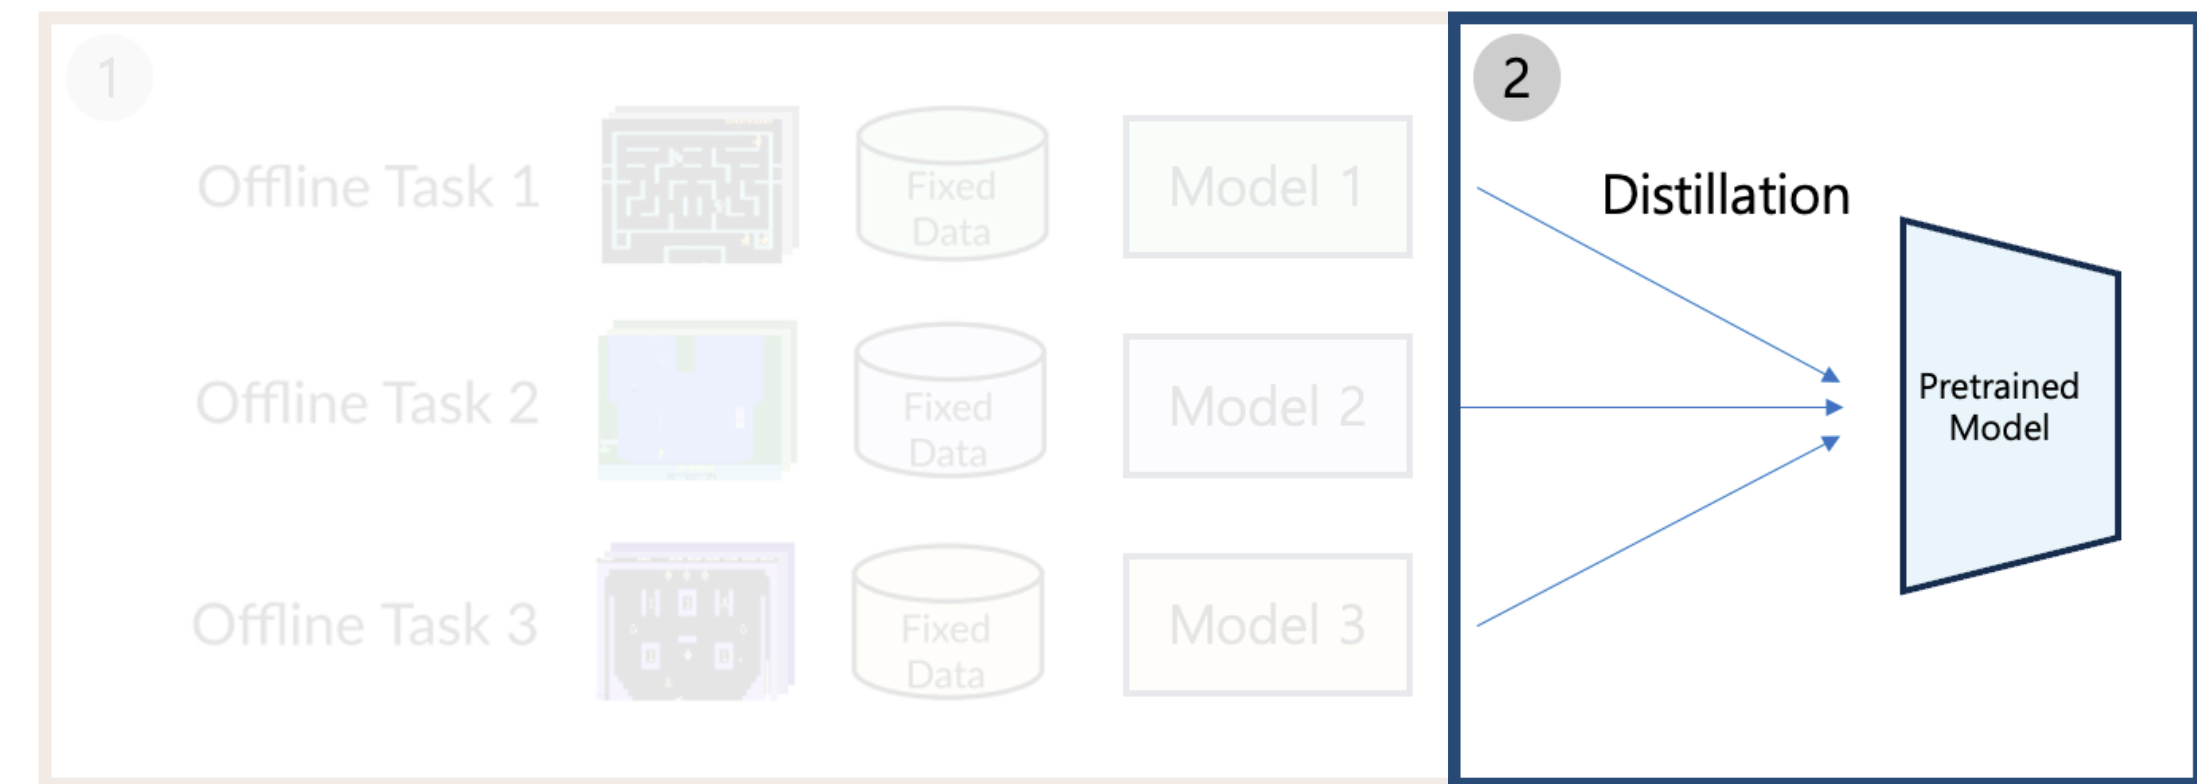 1
2
Offline Task 1
Fixed
Data
Model 1
Distillation
Offline Task 2
Fixed
Data
Model 2
Pretrained
Model
Offline Task 3
Fixed
Data
Model 3